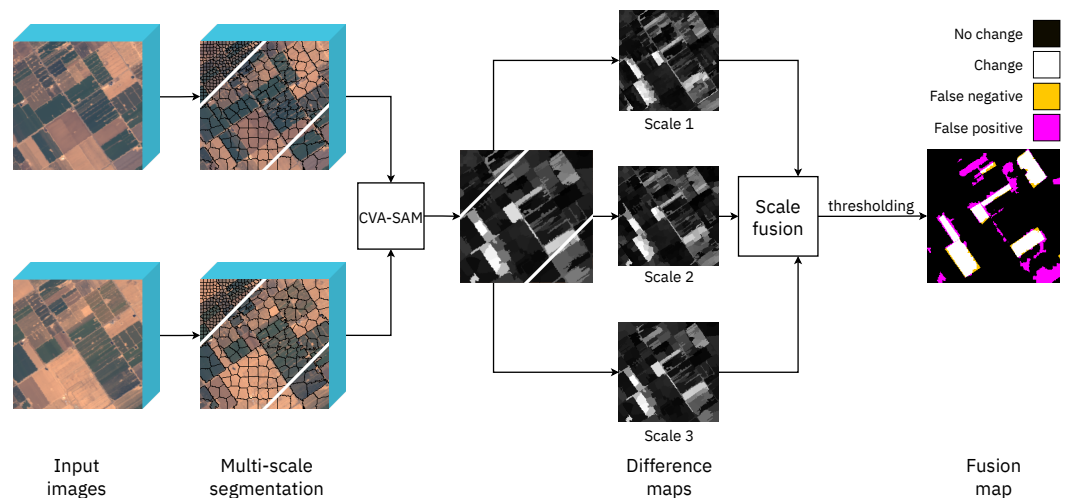 No change
Change
False negative
False positive
Scale 1
CVA-SAM
Scale
fusion
thresholding
Scale 2
Scale 3
Input
images
Multi-scale
segmentation
Difference
maps
Fusion
map